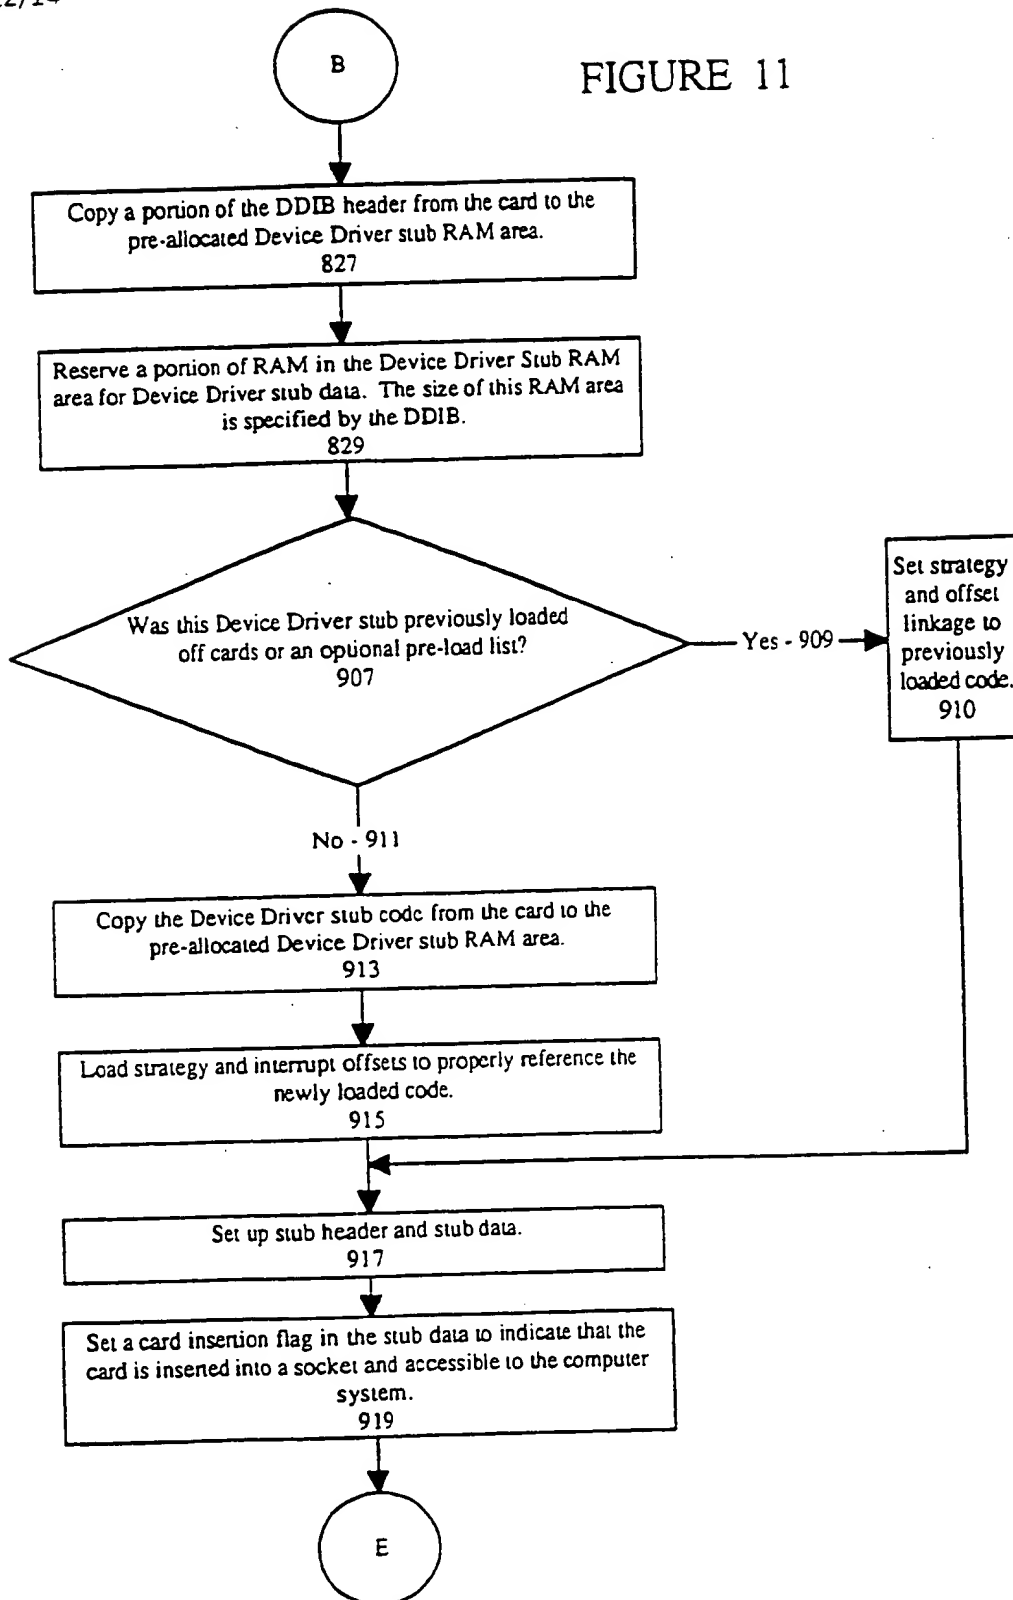 B
FIGURE 11
Copy a portion of the DDIB header from the card to the
pre-allocated Device Driver stub RAM area.
827
Reserve a portion of RAM in the Device Driver Stub RAM
area for Device Driver stub data. The size of this RAM area
is specified by the DDIB.
829
Was this Device Driver stub previously loaded
off cards or an optional pre-load list?
907
Yes - 909
Set strategy
and offset
linkage to
previously
loaded code.
910
No - 911
Copy the Device Driver stub code from the card to the
pre-allocated Device Driver stub RAM area.
913
Load strategy and interrupt offsets to properly reference the
newly loaded code.
915
Set up stub header and stub data.
917
Set a card insertion flag in the stub data to indicate that the
card is inserted into a socket and accessible to the computer
system.
919
E